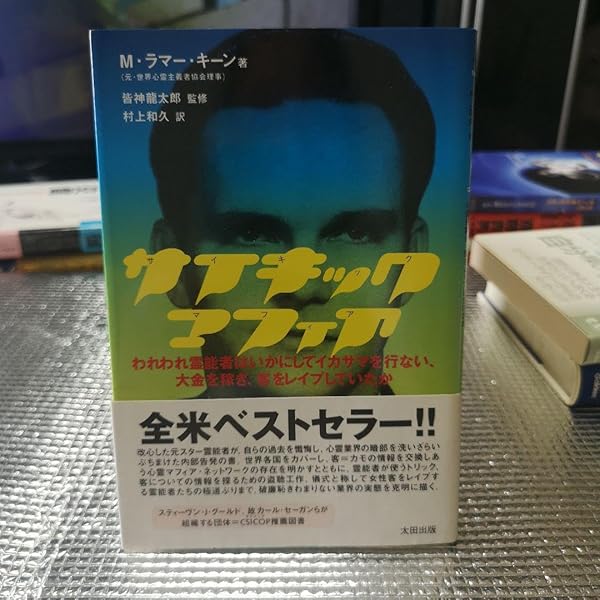 M・ラマー・キーン 著
(元・世界心霊主義者協会理事)
皆神龍太郎 監修
村上和久 訳
サイキック
サイキック
マフィア
マフィア
われわれ霊能者はいかにしてイカサマを行ない、
大金を稼ぎ、客をレイプしていたか
全米ベストセラー!!
改心した元スター霊能者が、自らの過去を懺悔し、心霊業界の暗部を洗いざらい
ぶちまけた内部告発の書。世界各国をカバーし、客=カモの情報を交換しあ
う心霊マフィア・ネットワークの存在を明かすとともに、霊能者が使うトリック、
客についての情報を探るための盗聴工作、儀式と称して女性客をレイプす
る霊能者たちの極道ぶりまで、破廉恥きわまりない業界の実態を克明に描く。
スティーヴン・J・グールド、故カール・セーガンらが
組織する団体=CSICOP推薦図書
太田出版